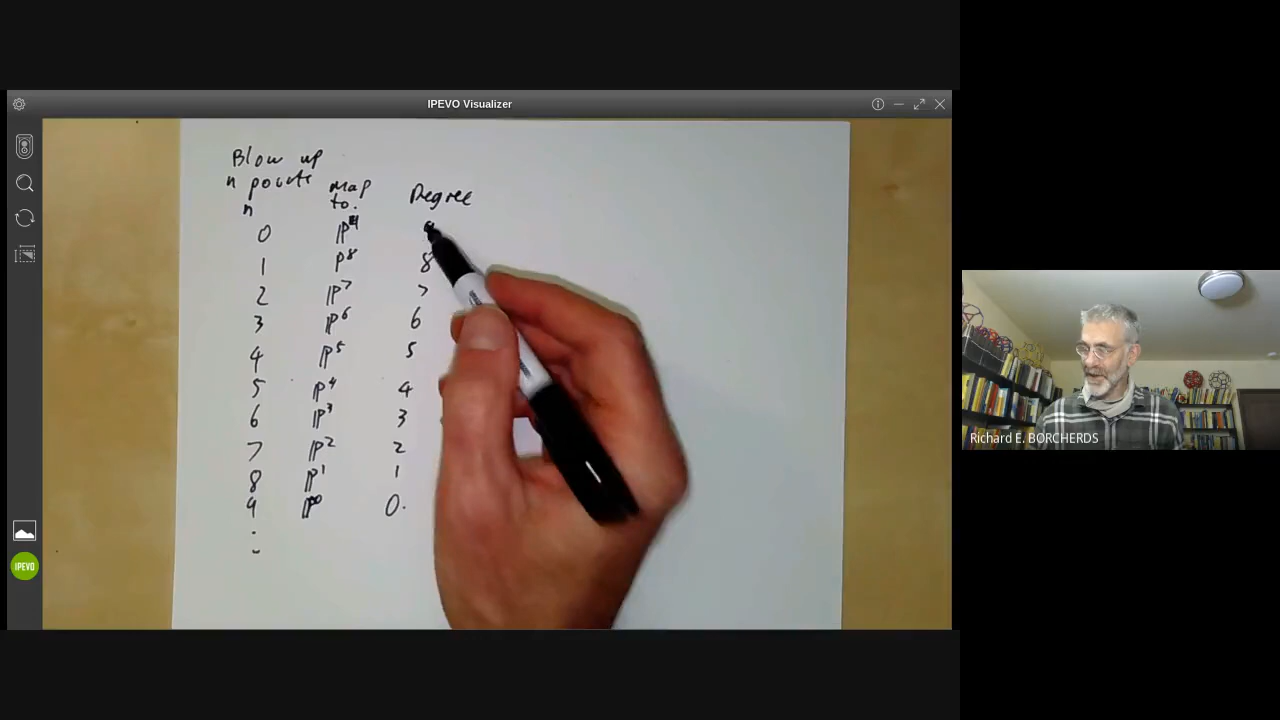 IPEVO Visualizer
Blow up
n points
map
to.
Degree
n
0 P
1 P⁸ 8
2 P⁷ 7
3 P⁶ 6
4 P⁵ 5
5 P⁴ 4
6 P³ 3
7 P² 2
8 P¹ 1
9 P⁰ 0.
IPEVO
Richard E. BORCHERDS